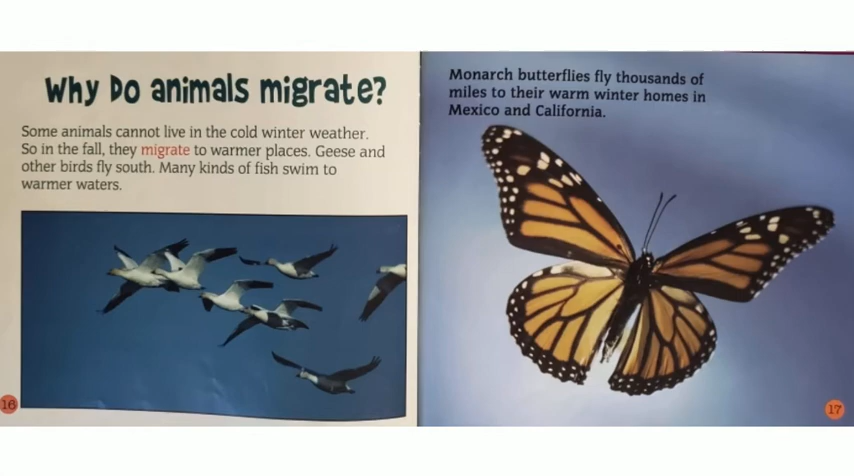 Why Do animals migrate?
Some animals cannot live in the cold winter weather.
So in the fall, they migrate to warmer places. Geese and
other birds fly south. Many kinds of fish swim to
warmer waters.
16
Monarch butterflies fly thousands of
miles to their warm winter homes in
Mexico and California.
17